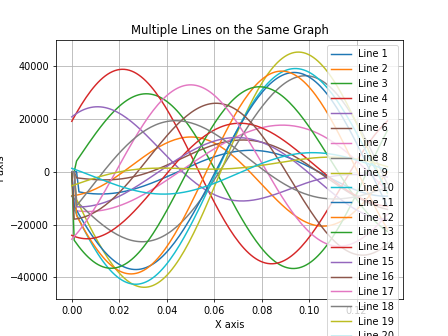 Multiple Lines on the Same Graph
40000
20000
0
−20000
−40000
0.00 0.02 0.04 0.06 0.08 0.10
X axis
Line 1
Line 2
Line 3
Line 4
Line 5
Line 6
Line 7
Line 8
Line 9
Line 10
Line 11
Line 12
Line 13
Line 14
Line 15
Line 16
Line 17
Line 18
Line 19
Line 20